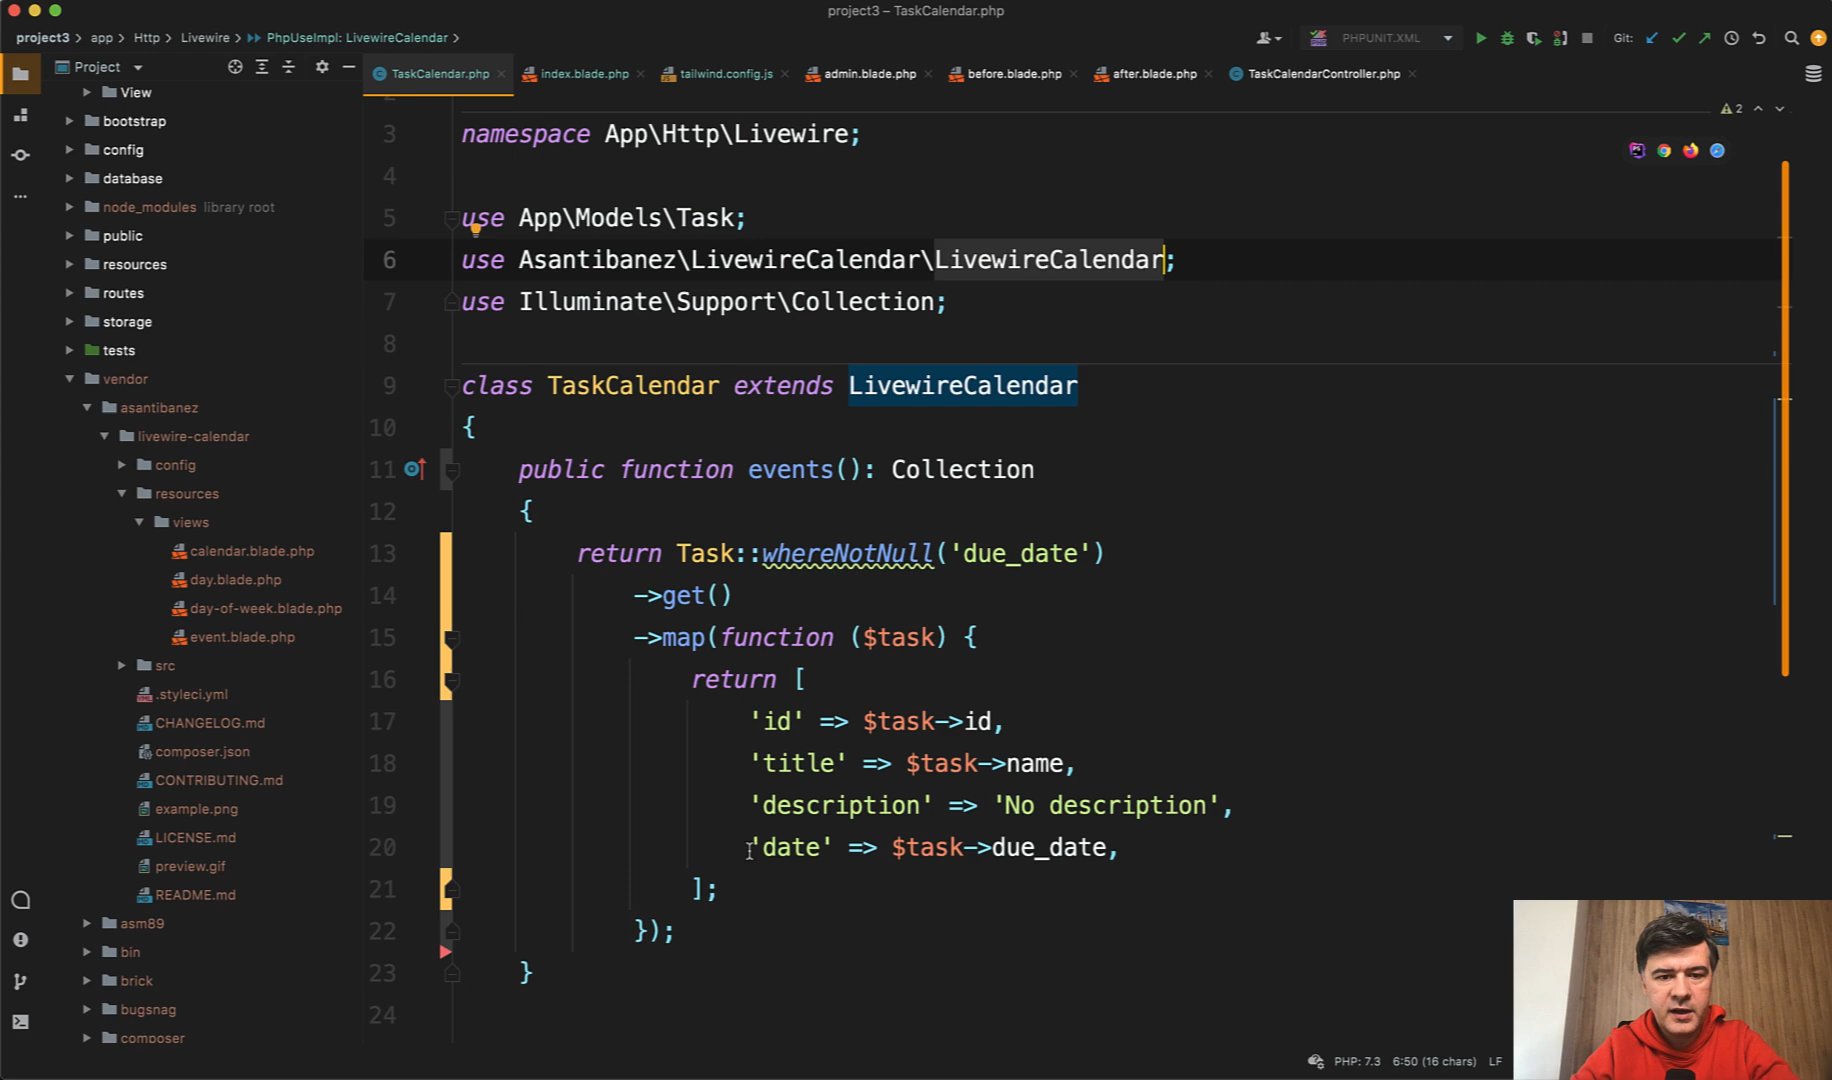 project3 – TaskCalendar.php
project3 > app > Http > Livewire > PhpUseImpl: LivewireCalendar >
PHPUNIT.XML
Git:
Project
TaskCalendar.php
index.blade.php
tailwind.config.js
admin.blade.php
before.blade.php
after.blade.php
TaskCalendarController.php
View
bootstrap
config
database
node_modules library root
public
resources
routes
storage
tests
vendor
asantibanez
livewire-calendar
config
resources
views
calendar.blade.php
day.blade.php
day-of-week.blade.php
event.blade.php
src
.styleci.yml
CHANGELOG.md
composer.json
CONTRIBUTING.md
example.png
LICENSE.md
preview.gif
README.md
asm89
bin
brick
bugsnag
composer
2
3 namespace App\Http\Livewire;
4
5 use App\Models\Task;
6 use Asantibanez\LivewireCalendar\LivewireCalendar;
7 use Illuminate\Support\Collection;
8
9 class TaskCalendar extends LivewireCalendar
10 {
11 public function events(): Collection
12 {
13 return Task::whereNotNull('due_date')
14 ->get()
15 ->map(function ($task) {
16 return [
17 'id' => $task->id,
18 'title' => $task->name,
19 'description' => 'No description',
20 'date' => $task->due_date,
21 ];
22 });
23 }
24
PHP: 7.3 6:50 (16 chars) LF